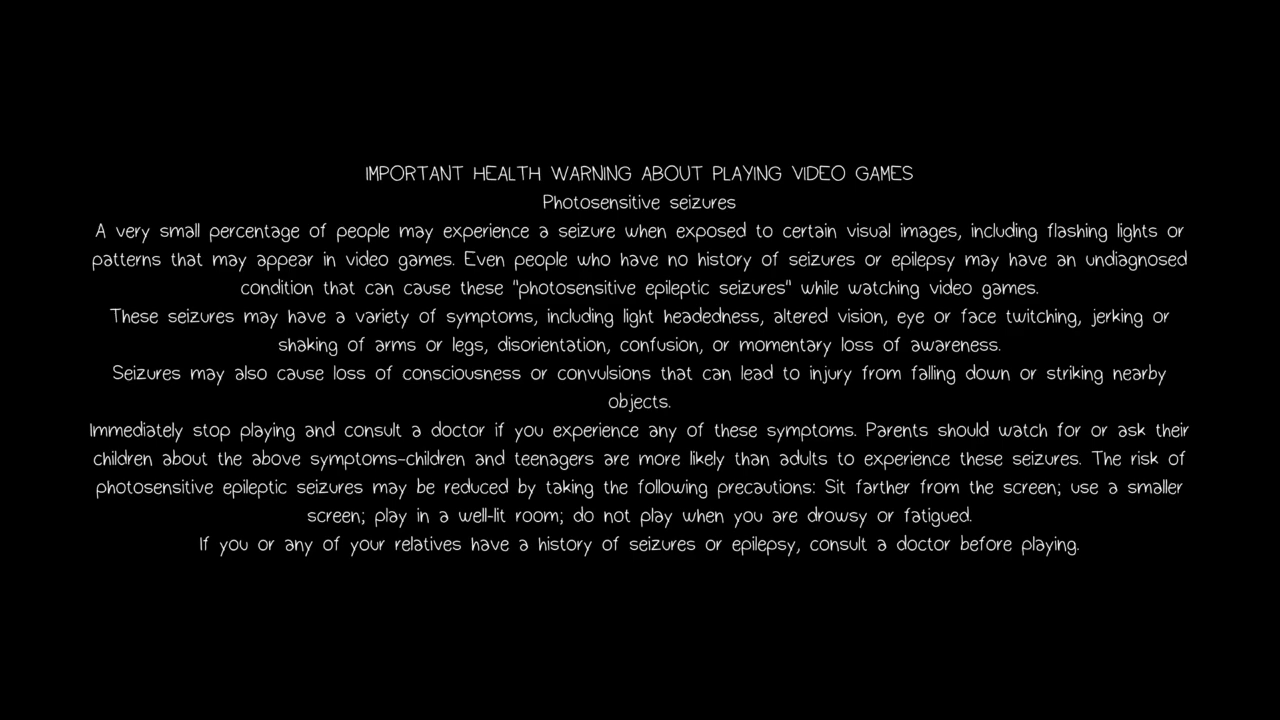 IMPORTANT HEALTH WARNING ABOUT PLAYING VIDEO GAMES
Photosensitive seizures
A very small percentage of people may experience a seizure when exposed to certain visual images, including flashing lights or
patterns that may appear in video games. Even people who have no history of seizures or epilepsy may have an undiagnosed
condition that can cause these "photosensitive epileptic seizures" while watching video games.
These seizures may have a variety of symptoms, including light headedness, altered vision, eye or face twitching, jerking or
shaking of arms or legs, disorientation, confusion, or momentary loss of awareness.
Seizures may also cause loss of consciousness or convulsions that can lead to injury from falling down or striking nearby
objects.
Immediately stop playing and consult a doctor if you experience any of these symptoms. Parents should watch for or ask their
children about the above symptoms-children and teenagers are more likely than adults to experience these seizures. The risk of
photosensitive epileptic seizures may be reduced by taking the following precautions: Sit farther from the screen; use a smaller
screen; play in a well-lit room; do not play when you are drowsy or fatigued.
If you or any of your relatives have a history of seizures or epilepsy, consult a doctor before playing.